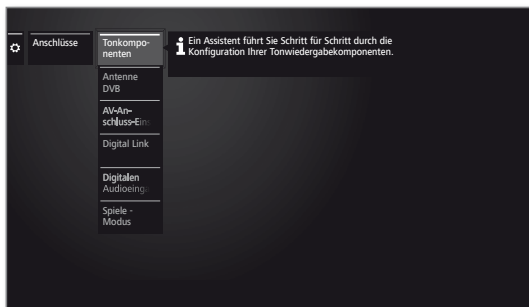 Anschlüsse
Tonkompo-
nenten
Ein Assistent führt Sie Schritt für Schritt durch die
Konfiguration Ihrer Tonwiedergabekomponenten.
Antenne
DVB
AV-An-
schluss-Eins
Digital Link
Digitalen
Audioeinga
Spiele -
Modus